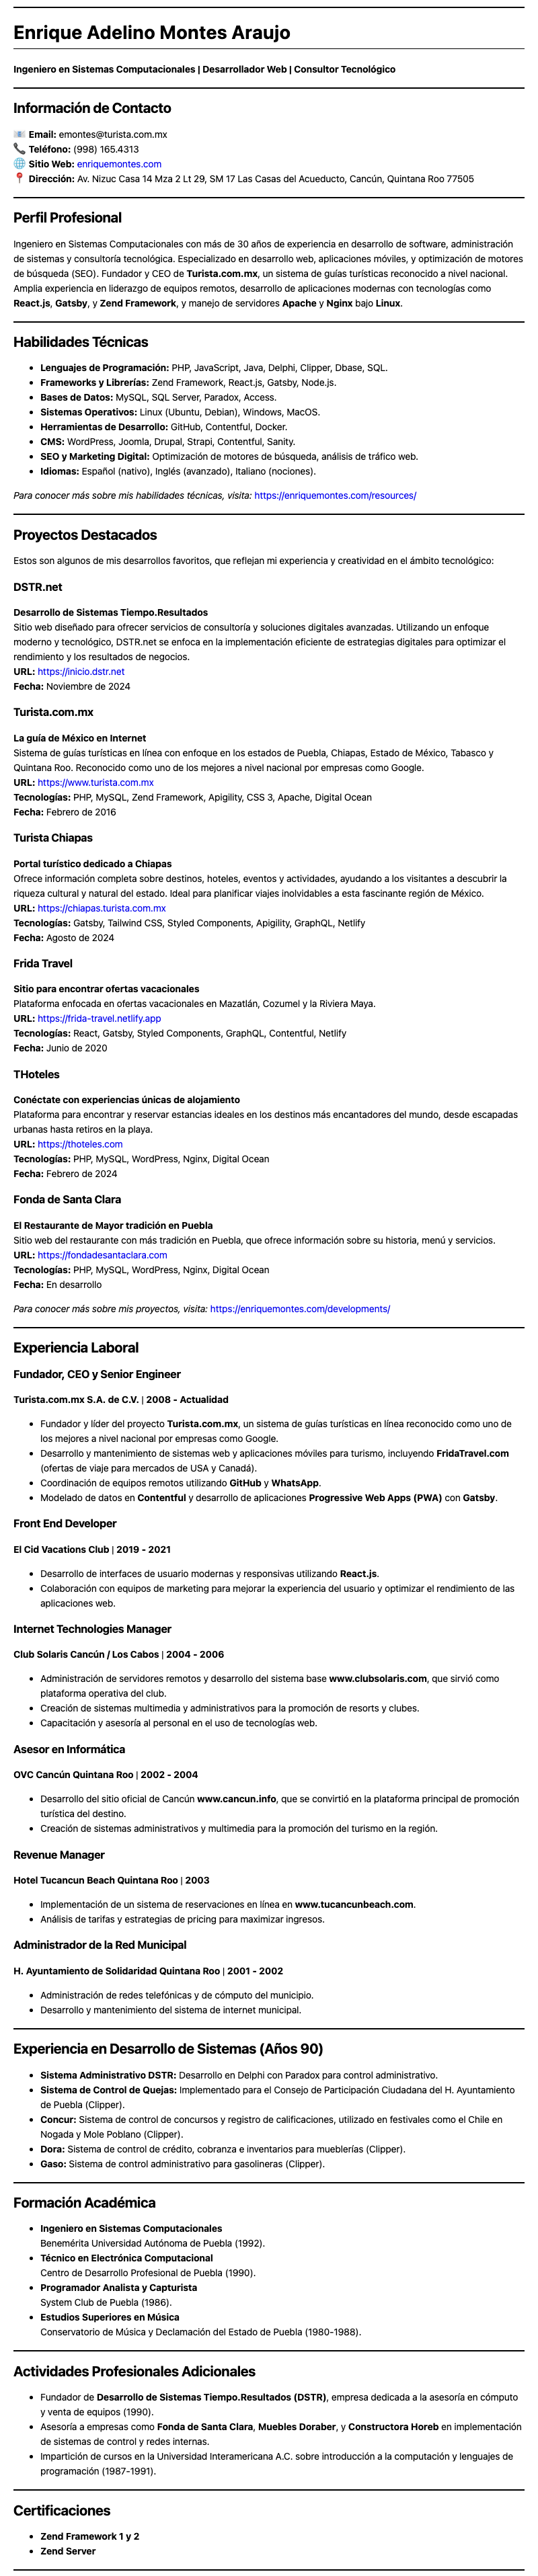 Enrique Adelino Montes Araujo
Ingeniero en Sistemas Computacionales | Desarrollador Web | Consultor Tecnológico
Información de Contacto
📧 Email: emontes@turista.com.mx
📞 Teléfono: (998) 165.4313
🌐 Sitio Web: enriquemontes.com
📍 Dirección: Av. Nizuc Casa 14 Mza 2 Lt 29, SM 17 Las Casas del Acueducto, Cancún, Quintana Roo 77505
Perfil Profesional
Ingeniero en Sistemas Computacionales con más de 30 años de experiencia en desarrollo de software, administración
de sistemas y consultoría tecnológica. Especializado en desarrollo web, aplicaciones móviles, y optimización de motores
de búsqueda (SEO). Fundador y CEO de Turista.com.mx, un sistema de guías turísticas reconocido a nivel nacional.
Amplia experiencia en liderazgo de equipos remotos, desarrollo de aplicaciones modernas con tecnologías como
React.js, Gatsby, y Zend Framework, y manejo de servidores Apache y Nginx bajo Linux.
Habilidades Técnicas
• Lenguajes de Programación: PHP, JavaScript, Java, Delphi, Clipper, Dbase, SQL.
• Frameworks y Librerías: Zend Framework, React.js, Gatsby, Node.js.
• Bases de Datos: MySQL, SQL Server, Paradox, Access.
• Sistemas Operativos: Linux (Ubuntu, Debian), Windows, MacOS.
• Herramientas de Desarrollo: GitHub, Contentful, Docker.
• CMS: WordPress, Joomla, Drupal, Strapi, Contentful, Sanity.
• SEO y Marketing Digital: Optimización de motores de búsqueda, análisis de tráfico web.
• Idiomas: Español (nativo), Inglés (avanzado), Italiano (nociones).
Para conocer más sobre mis habilidades técnicas, visita: https://enriquemontes.com/resources/
Proyectos Destacados
Estos son algunos de mis desarrollos favoritos, que reflejan mi experiencia y creatividad en el ámbito tecnológico:
DSTR.net
Desarrollo de Sistemas Tiempo.Resultados
Sitio web diseñado para ofrecer servicios de consultoría y soluciones digitales avanzadas. Utilizando un enfoque
moderno y tecnológico, DSTR.net se enfoca en la implementación eficiente de estrategias digitales para optimizar el
rendimiento y los resultados de negocios.
URL: https://inicio.dstr.net
Fecha: Noviembre de 2024
Turista.com.mx
La guía de México en Internet
Sistema de guías turísticas en línea con enfoque en los estados de Puebla, Chiapas, Estado de México, Tabasco y
Quintana Roo. Reconocido como uno de los mejores a nivel nacional por empresas como Google.
URL: https://www.turista.com.mx
Tecnologías: PHP, MySQL, Zend Framework, Apigility, CSS 3, Apache, Digital Ocean
Fecha: Febrero de 2016
Turista Chiapas
Portal turístico dedicado a Chiapas
Ofrece información completa sobre destinos, hoteles, eventos y actividades, ayudando a los visitantes a descubrir la
riqueza cultural y natural del estado. Ideal para planificar viajes inolvidables a esta fascinante región de México.
URL: https://chiapas.turista.com.mx
Tecnologías: Gatsby, Tailwind CSS, Styled Components, Apigility, GraphQL, Netlify
Fecha: Agosto de 2024
Frida Travel
Sitio para encontrar ofertas vacacionales
Plataforma enfocada en ofertas vacacionales en Mazatlán, Cozumel y la Riviera Maya.
URL: https://frida-travel.netlify.app
Tecnologías: React, Gatsby, Styled Components, GraphQL, Contentful, Netlify
Fecha: Junio de 2020
THoteles
Conéctate con experiencias únicas de alojamiento
Plataforma para encontrar y reservar estancias ideales en los destinos más encantadores del mundo, desde escapadas
urbanas hasta retiros en la playa.
URL: https://thoteles.com
Tecnologías: PHP, MySQL, WordPress, Nginx, Digital Ocean
Fecha: Febrero de 2024
Fonda de Santa Clara
El Restaurante de Mayor tradición en Puebla
Sitio web del restaurante con más tradición en Puebla, que ofrece información sobre su historia, menú y servicios.
URL: https://fondadesantaclara.com
Tecnologías: PHP, MySQL, WordPress, Nginx, Digital Ocean
Fecha: En desarrollo
Para conocer más sobre mis proyectos, visita: https://enriquemontes.com/developments/
Experiencia Laboral
Fundador, CEO y Senior Engineer
Turista.com.mx S.A. de C.V. | 2008 - Actualidad
• Fundador y líder del proyecto Turista.com.mx, un sistema de guías turísticas en línea reconocido como uno de
los mejores a nivel nacional por empresas como Google.
• Desarrollo y mantenimiento de sistemas web y aplicaciones móviles para turismo, incluyendo FridaTravel.com
(ofertas de viaje para mercados de USA y Canadá).
• Coordinación de equipos remotos utilizando GitHub y WhatsApp.
• Modelado de datos en Contentful y desarrollo de aplicaciones Progressive Web Apps (PWA) con Gatsby.
Front End Developer
El Cid Vacations Club | 2019 - 2021
• Desarrollo de interfaces de usuario modernas y responsivas utilizando React.js.
• Colaboración con equipos de marketing para mejorar la experiencia del usuario y optimizar el rendimiento de las
aplicaciones web.
Internet Technologies Manager
Club Solaris Cancún / Los Cabos | 2004 - 2006
• Administración de servidores remotos y desarrollo del sistema base www.clubsolaris.com, que sirvió como
plataforma operativa del club.
• Creación de sistemas multimedia y administrativos para la promoción de resorts y clubes.
• Capacitación y asesoría al personal en el uso de tecnologías web.
Asesor en Informática
OVC Cancún Quintana Roo | 2002 - 2004
• Desarrollo del sitio oficial de Cancún www.cancun.info, que se convirtió en la plataforma principal de promoción
turística del destino.
• Creación de sistemas administrativos y multimedia para la promoción del turismo en la región.
Revenue Manager
Hotel Tucancun Beach Quintana Roo | 2003
• Implementación de un sistema de reservaciones en línea en www.tucancunbeach.com.
• Análisis de tarifas y estrategias de pricing para maximizar ingresos.
Administrador de la Red Municipal
H. Ayuntamiento de Solidaridad Quintana Roo | 2001 - 2002
• Administración de redes telefónicas y de cómputo del municipio.
• Desarrollo y mantenimiento del sistema de internet municipal.
Experiencia en Desarrollo de Sistemas (Años 90)
• Sistema Administrativo DSTR: Desarrollo en Delphi con Paradox para control administrativo.
• Sistema de Control de Quejas: Implementado para el Consejo de Participación Ciudadana del H. Ayuntamiento
de Puebla (Clipper).
• Concur: Sistema de control de concursos y registro de calificaciones, utilizado en festivales como el Chile en
Nogada y Mole Poblano (Clipper).
• Dora: Sistema de control de crédito, cobranza e inventarios para mueblerías (Clipper).
• Gaso: Sistema de control administrativo para gasolineras (Clipper).
Formación Académica
• Ingeniero en Sistemas Computacionales
Benemérita Universidad Autónoma de Puebla (1992).
• Técnico en Electrónica Computacional
Centro de Desarrollo Profesional de Puebla (1990).
• Programador Analista y Capturista
System Club de Puebla (1986).
• Estudios Superiores en Música
Conservatorio de Música y Declamación del Estado de Puebla (1980-1988).
Actividades Profesionales Adicionales
• Fundador de Desarrollo de Sistemas Tiempo.Resultados (DSTR), empresa dedicada a la asesoría en cómputo
y venta de equipos (1990).
• Asesoría a empresas como Fonda de Santa Clara, Muebles Doraber, y Constructora Horeb en implementación
de sistemas de control y redes internas.
• Impartición de cursos en la Universidad Interamericana A.C. sobre introducción a la computación y lenguajes de
programación (1987-1991).
Certificaciones
• Zend Framework 1 y 2
• Zend Server